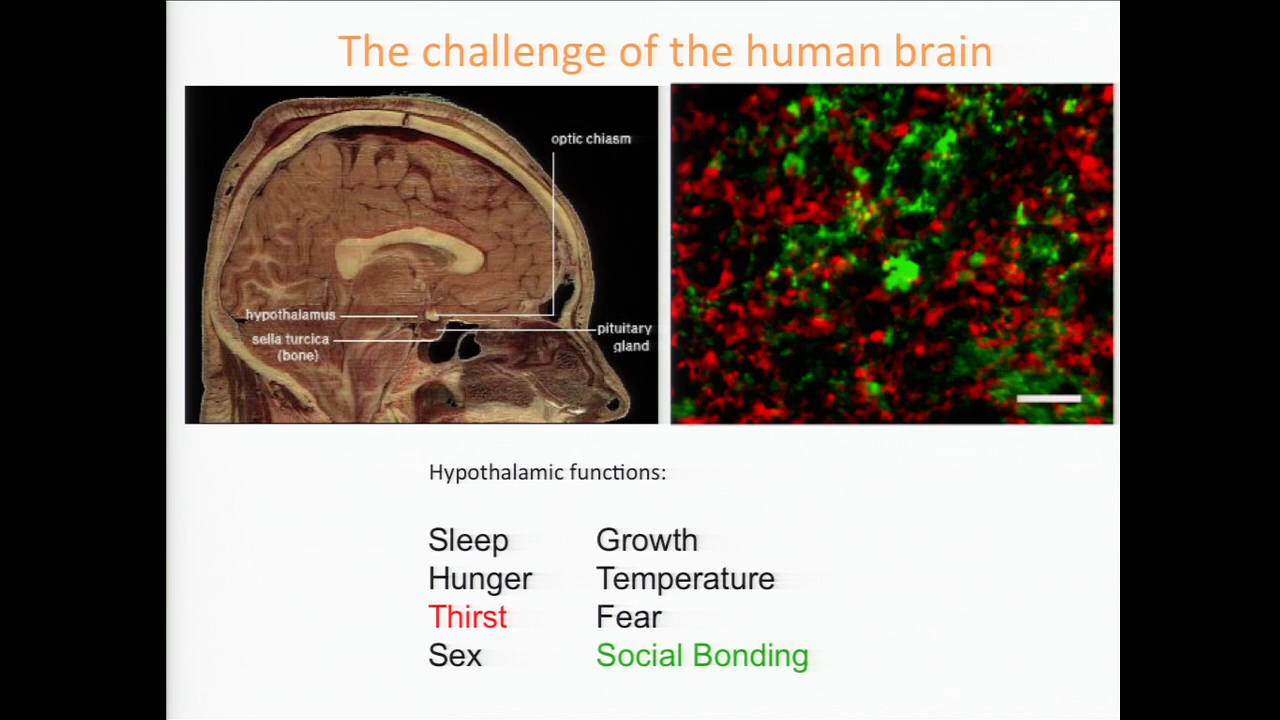 The challenge of the human brain
optic chiasm
hypothalamus
sella turcica
(bone)
pituitary
gland
Hypothalamic functions:
Sleep Growth
Hunger Temperature
Thirst Fear
Sex Social Bonding